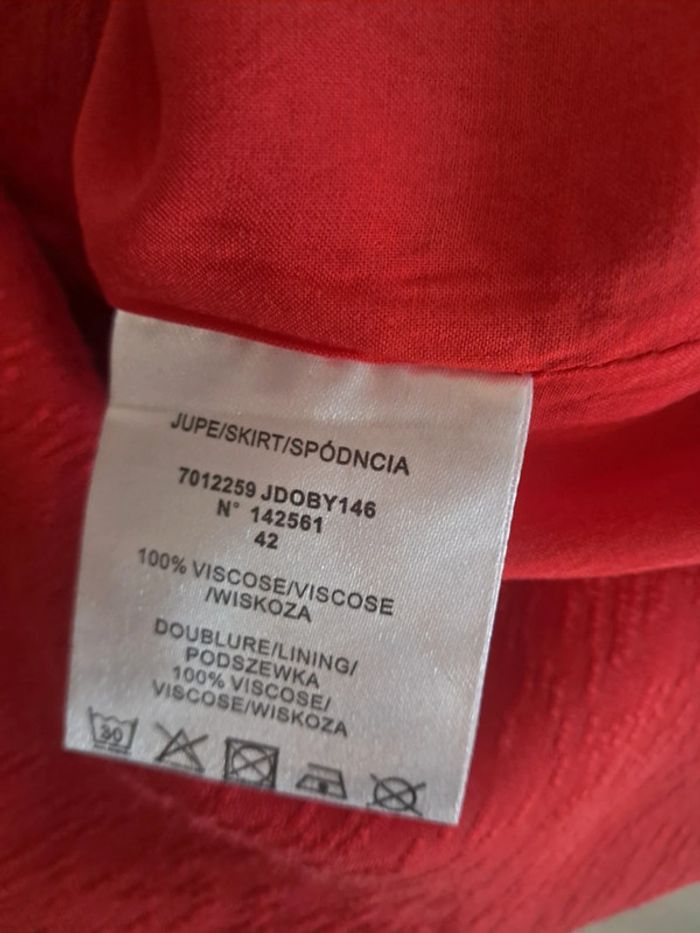 JUPE/SKIRT/SPÓDNCIA
7012259 JDOBY146
N° 142561
42
100% VISCOSE/VISCOSE
/WISKOZA
DOUBLURE/LINING/
PODSZEWKA
100% VISCOSE/
VISCOSE/WISKOZA
30